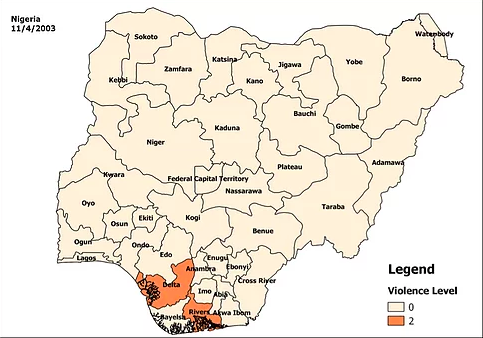 Nigeria
11/4/2003
Waterbody
Sokoto
Katsina
Jigawa
Yobe
Zamfara
Kebbi
Kano
Borno
Bauchi
Gombe
Kaduna
Niger
Adamawa
Plateau
Kwara
Federal Capital Territory
Nassarawa
Oyo
Taraba
Ekiti
Kogi
Osun
Benue
Ogun
Ondo
Lagos
Edo
Enugu
Anambra
Ebonyi
Cross River
Delta
Imo
Abia
Bayelsa
Rivers
Akwa Ibom
Legend
Violence Level
0
2